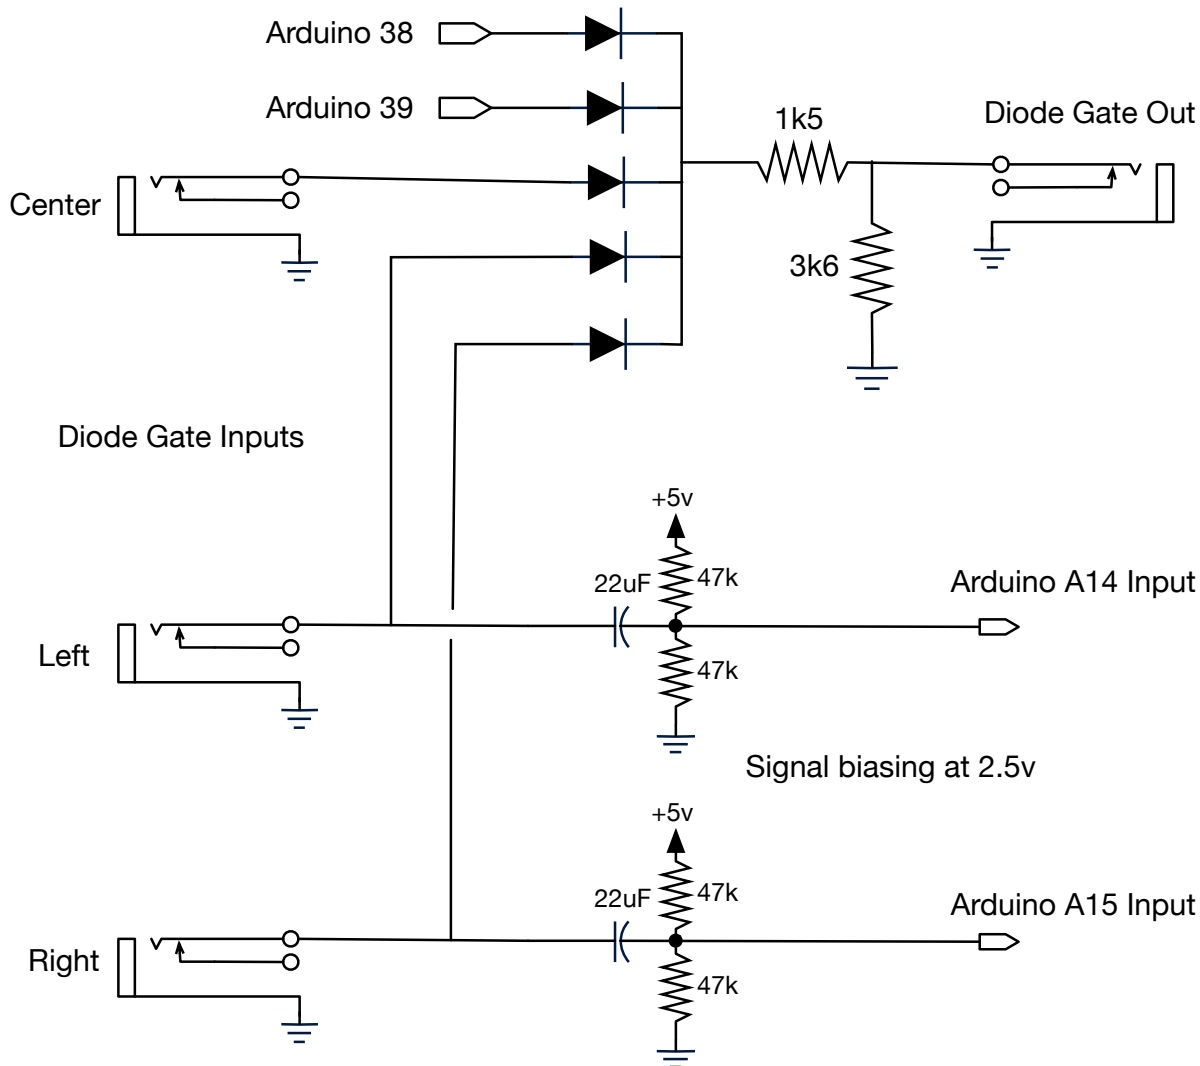 Arduino 38
Arduino 39
1k5
Diode Gate Out
Center
3k6
Diode Gate Inputs
+5v
22uF
47k
Arduino A14 Input
Left
47k
Signal biasing at 2.5v
+5v
22uF
47k
Arduino A15 Input
Right
47k